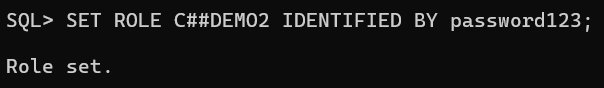 SQL> SET ROLE C##DEMO2 IDENTIFIED BY password123;
Role set.